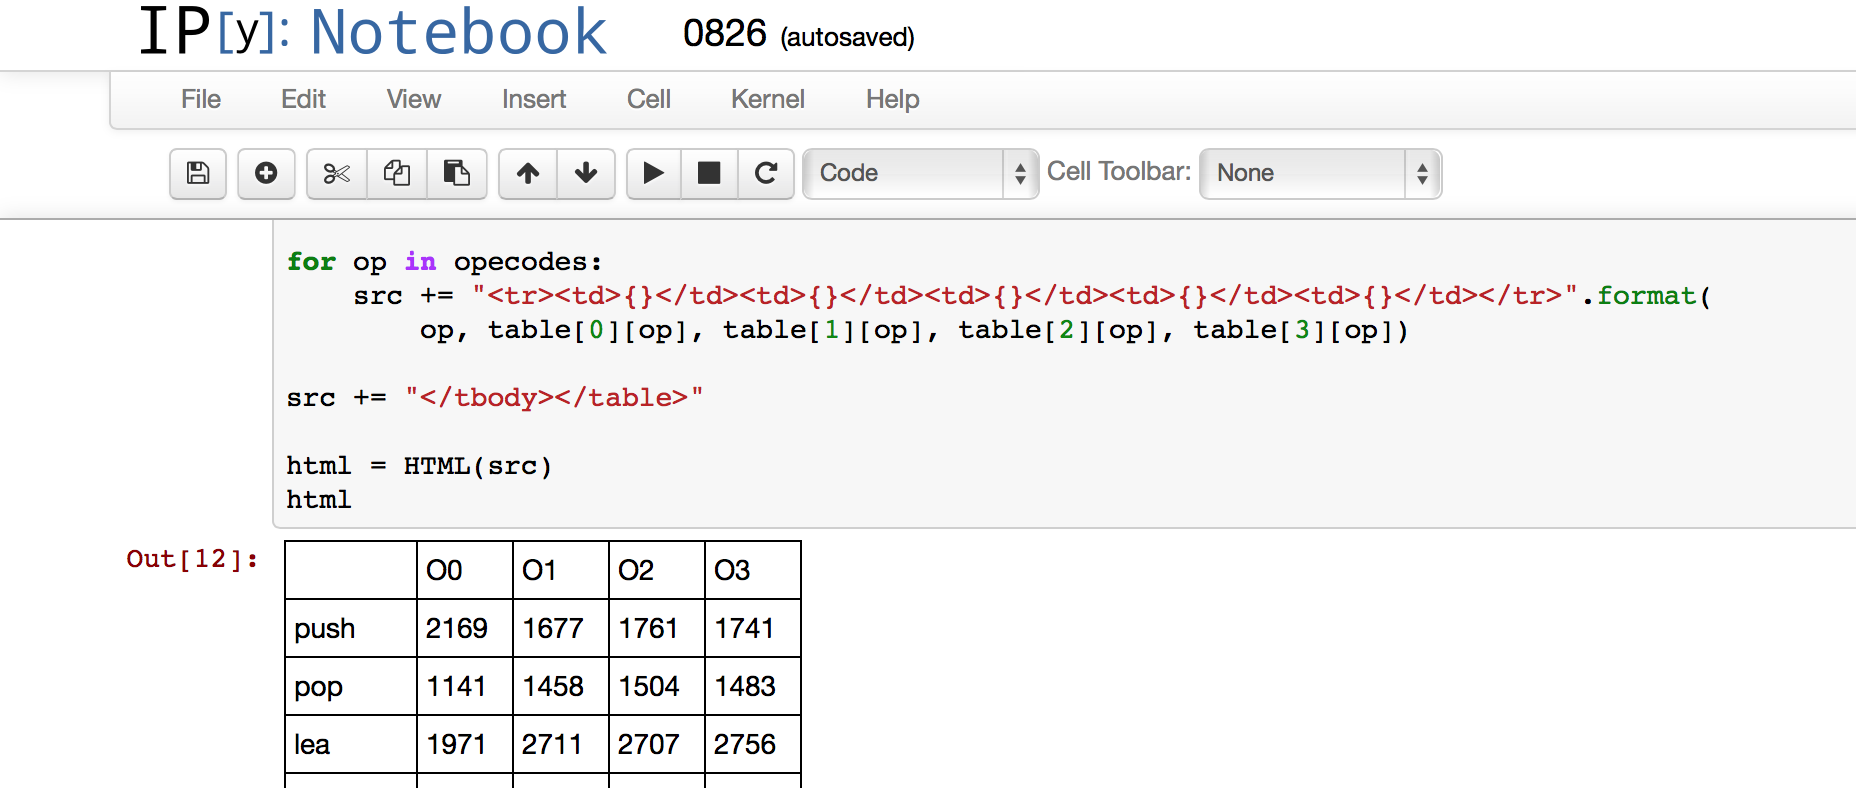 IP[y]: Notebook 0826 (autosaved)
File Edit View Insert Cell Kernel Help
Code Cell Toolbar: None
for op in opecodes:
    src += "<tr><td>{}</td><td>{}</td><td>{}</td><td>{}</td><td>{}</td></tr>".format(
        op, table[0][op], table[1][op], table[2][op], table[3][op])
src += "</tbody></table>"
html = HTML(src)
html
Out[12]:
O0 O1 O2 O3
push 2169 1677 1761 1741
pop 1141 1458 1504 1483
lea 1971 2711 2707 2756